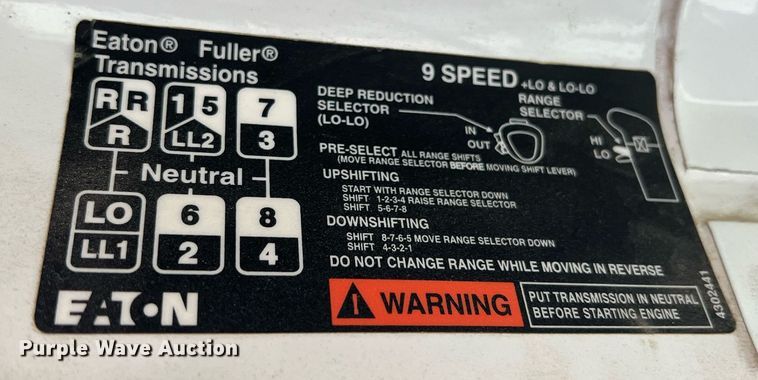 Eaton® Fuller®
Transmissions
9 SPEED +LO & LO-LO
R R
R
1 5
LL2
7
3
Neutral
LO
LL1
6
2
8
4
DEEP REDUCTION
SELECTOR
(LO-LO)
IN
OUT
RANGE
SELECTOR
HI
LO
PRE-SELECT ALL RANGE SHIFTS
(MOVE RANGE SELECTOR BEFORE MOVING SHIFT LEVER)
UPSHIFTING
START WITH RANGE SELECTOR DOWN
SHIFT 1-2-3-4 RAISE RANGE SELECTOR
SHIFT 5-6-7-8
DOWNSHIFTING
SHIFT 8-7-6-5 MOVE RANGE SELECTOR DOWN
SHIFT 4-3-2-1
DO NOT CHANGE RANGE WHILE MOVING IN REVERSE
EATON
WARNING
PUT TRANSMISSION IN NEUTRAL
BEFORE STARTING ENGINE
4302441
Purple Wave Auction